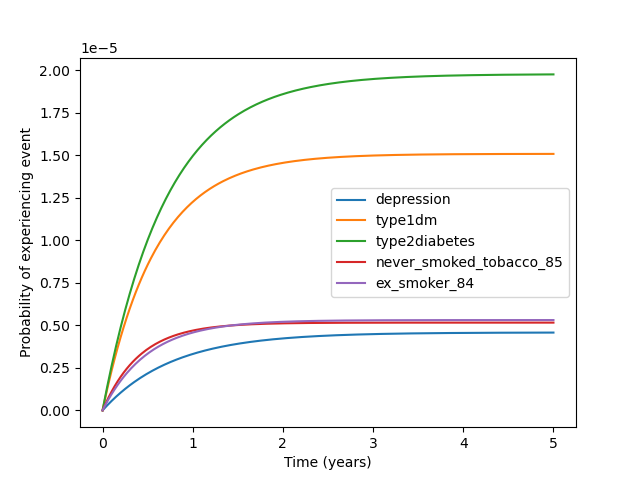 1e−5
2.00
1.75
1.50
1.25
1.00
0.75
0.50
0.25
0.00
Probability of experiencing event
depression
type1dm
type2diabetes
never_smoked_tobacco_85
ex_smoker_84
0 1 2 3 4 5
Time (years)